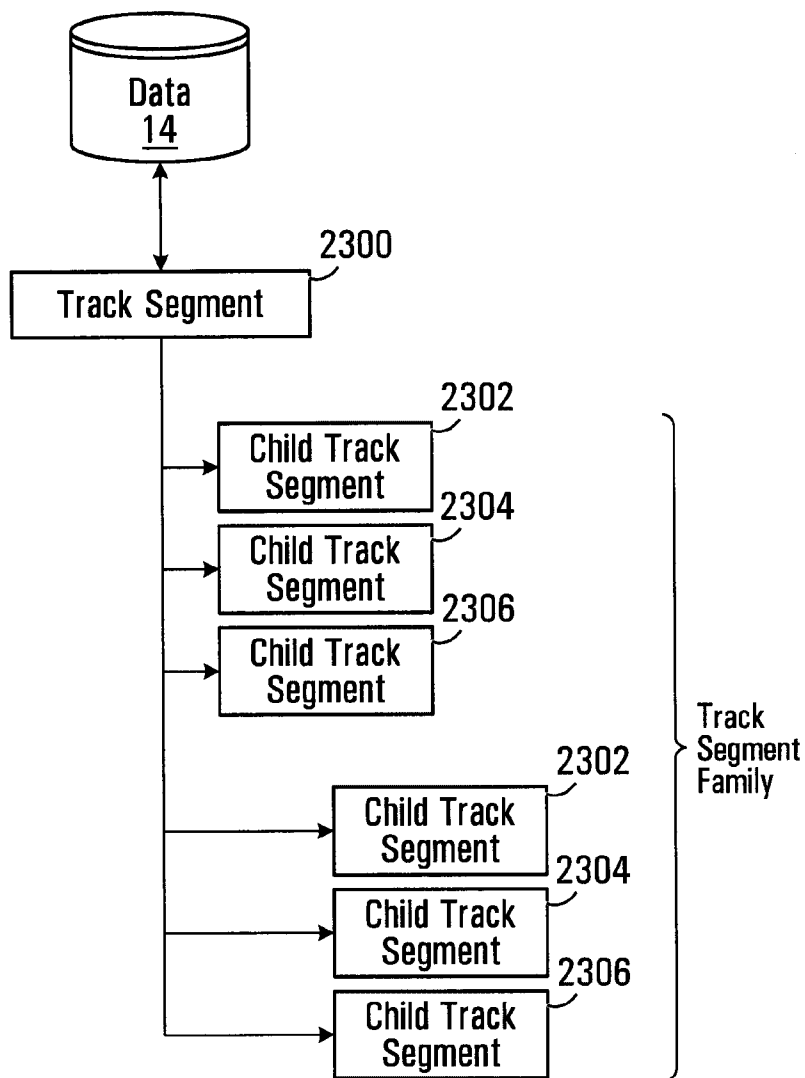 Data
14
2300
Track Segment
2302
Child Track
Segment
2304
Child Track
Segment
2306
Child Track
Segment
Track
Segment
Family
2302
Child Track
Segment
2304
Child Track
Segment
2306
Child Track
Segment